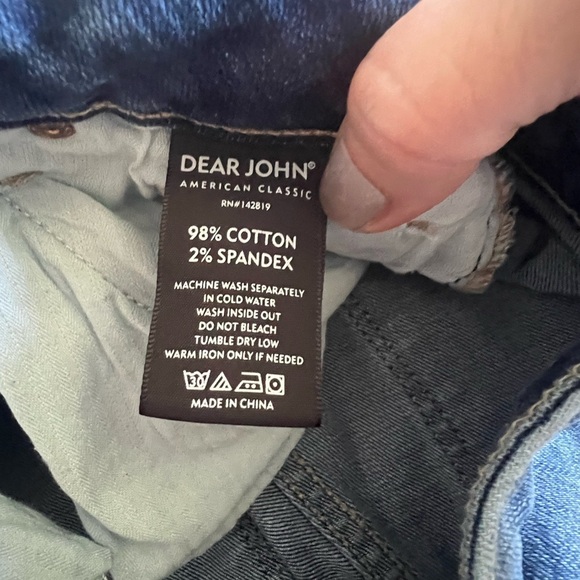 DEAR JOHN®
AMERICAN CLASSIC
RN#142819
98% COTTON
2% SPANDEX
MACHINE WASH SEPARATELY
IN COLD WATER
WASH INSIDE OUT
DO NOT BLEACH
TUMBLE DRY LOW
WARM IRON ONLY IF NEEDED
30
MADE IN CHINA